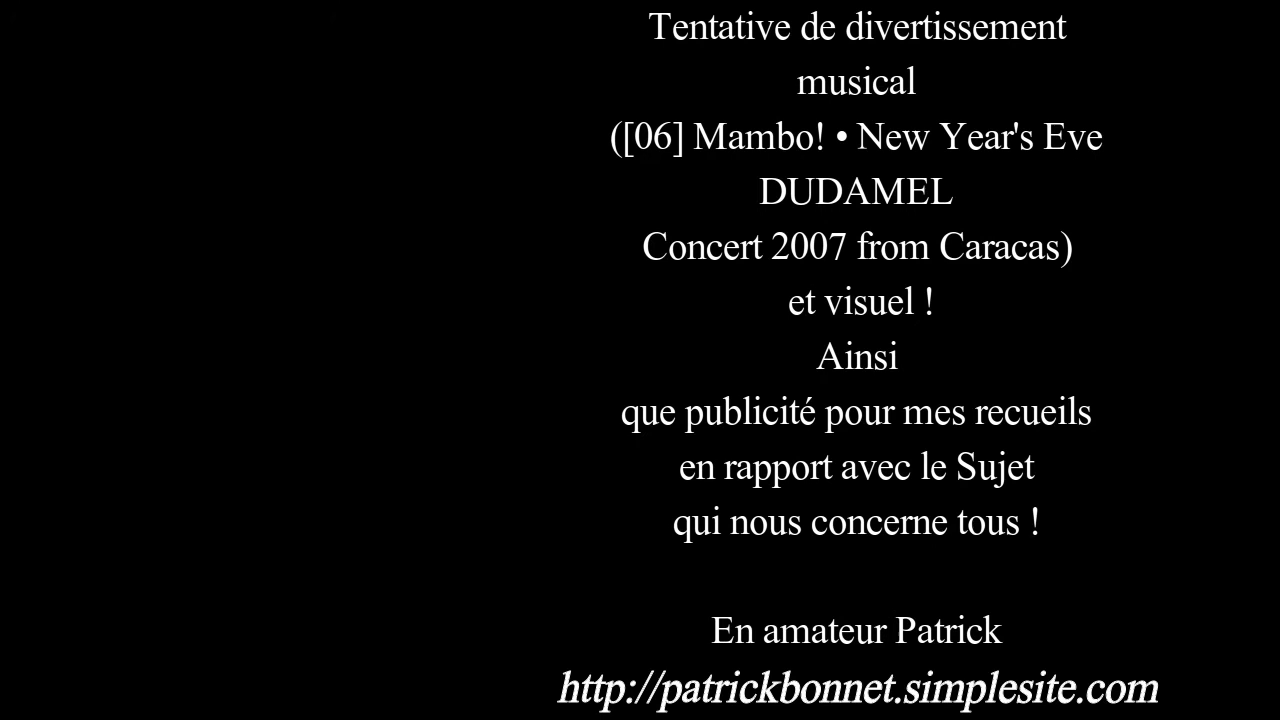 Tentative de divertissement
musical
([06] Mambo! • New Year's Eve
DUDAMEL
Concert 2007 from Caracas)
et visuel !
Ainsi
que publicité pour mes recueils
en rapport avec le Sujet
qui nous concerne tous !
En amateur Patrick
http://patrickbonnet.simplesite.com